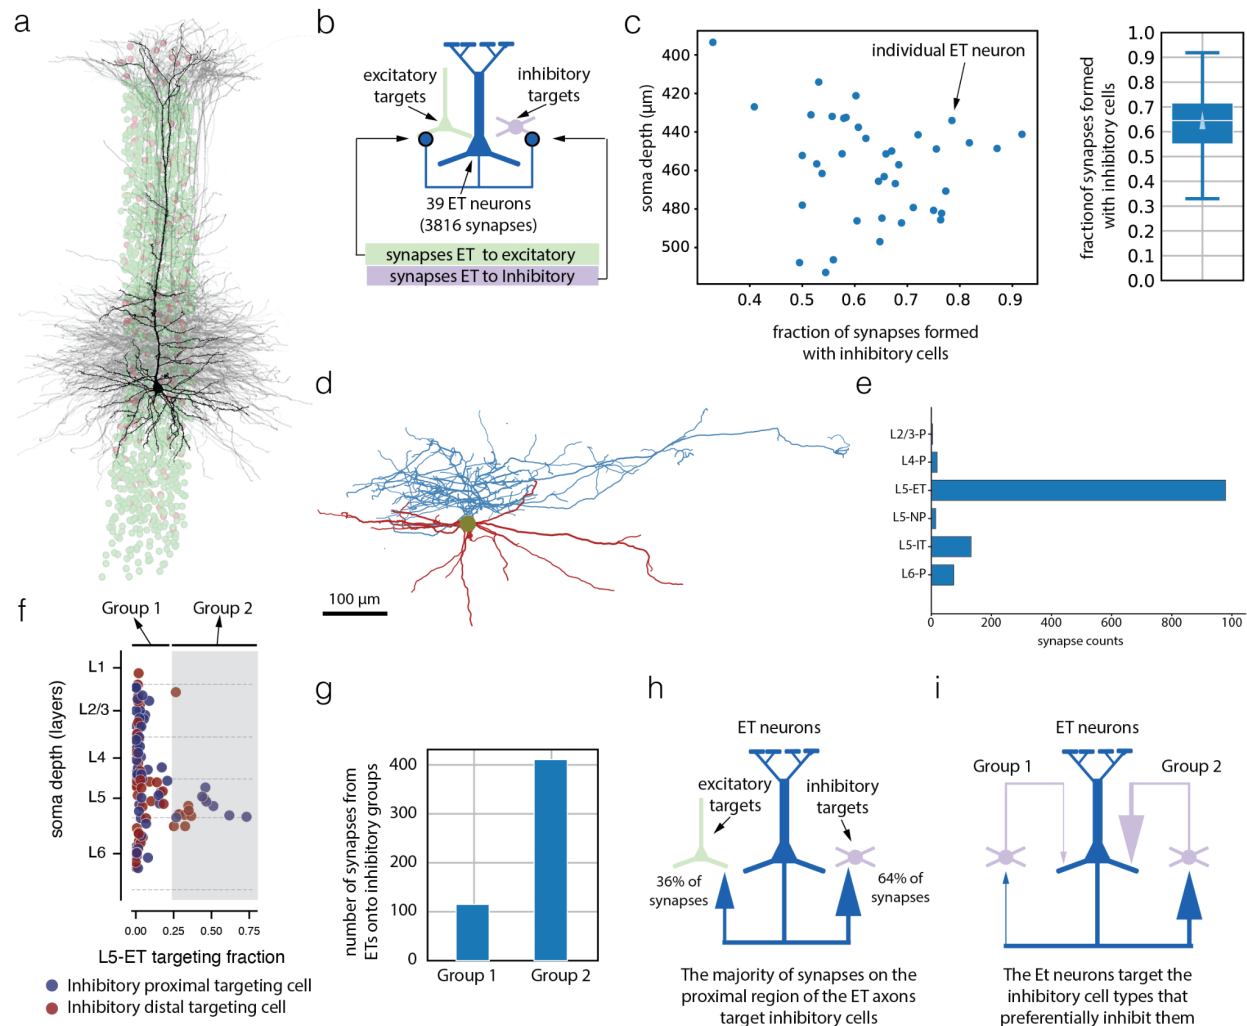 a
b
excitatory
targets
inhibitory
targets
39 ET neurons
(3816 synapses)
synapses ET to excitatory
synapses ET to Inhibitory
c
soma depth (μm)
400
420
440
460
480
500
individual ET neuron
0.4 0.5 0.6 0.7 0.8 0.9
fraction of synapses formed
with inhibitory cells
fractionof synapses formed
with inhibitory cells
1.0
0.9
0.8
0.7
0.6
0.5
0.4
0.3
0.2
0.1
0.0
d
100 μm
e
L2/3-P
L4-P
L5-ET
L5-NP
L5-IT
L6-P
0 200 400 600 800 1000
synapse counts
f
Group 1 Group 2
soma depth (layers)
L1
L2/3
L4
L5
L6
0.00 0.25 0.50 0.75
L5-ET targeting fraction
Inhibitory proximal targeting cell
Inhibitory distal targeting cell
g
number of synapses from
ETs onto inhibitory groups
400
300
200
100
0
Group 1 Group 2
h
ET neurons
excitatory
targets
inhibitory
targets
36% of
synapses
64% of
synapses
The majority of synapses on the
proximal region of the ET axons
target inhibitory cells
i
ET neurons
Group 1 Group 2
The Et neurons target the
inhibitory cell types that
preferentially inhibit them